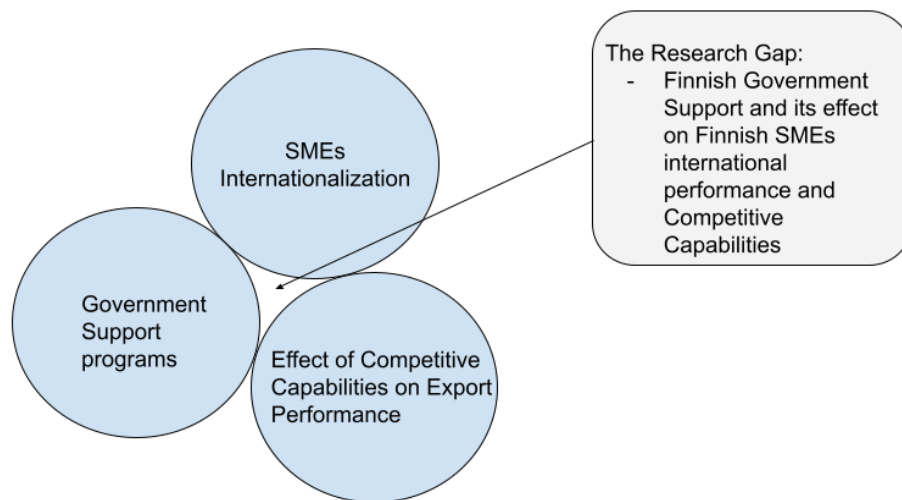 The Research Gap:
- Finnish Government
Support and its effect
on Finnish SMEs
international
performance and
Competitive
Capabilities
SMEs
Internationalization
Government
Support
programs
Effect of Competitive
Capabilities on Export
Performance